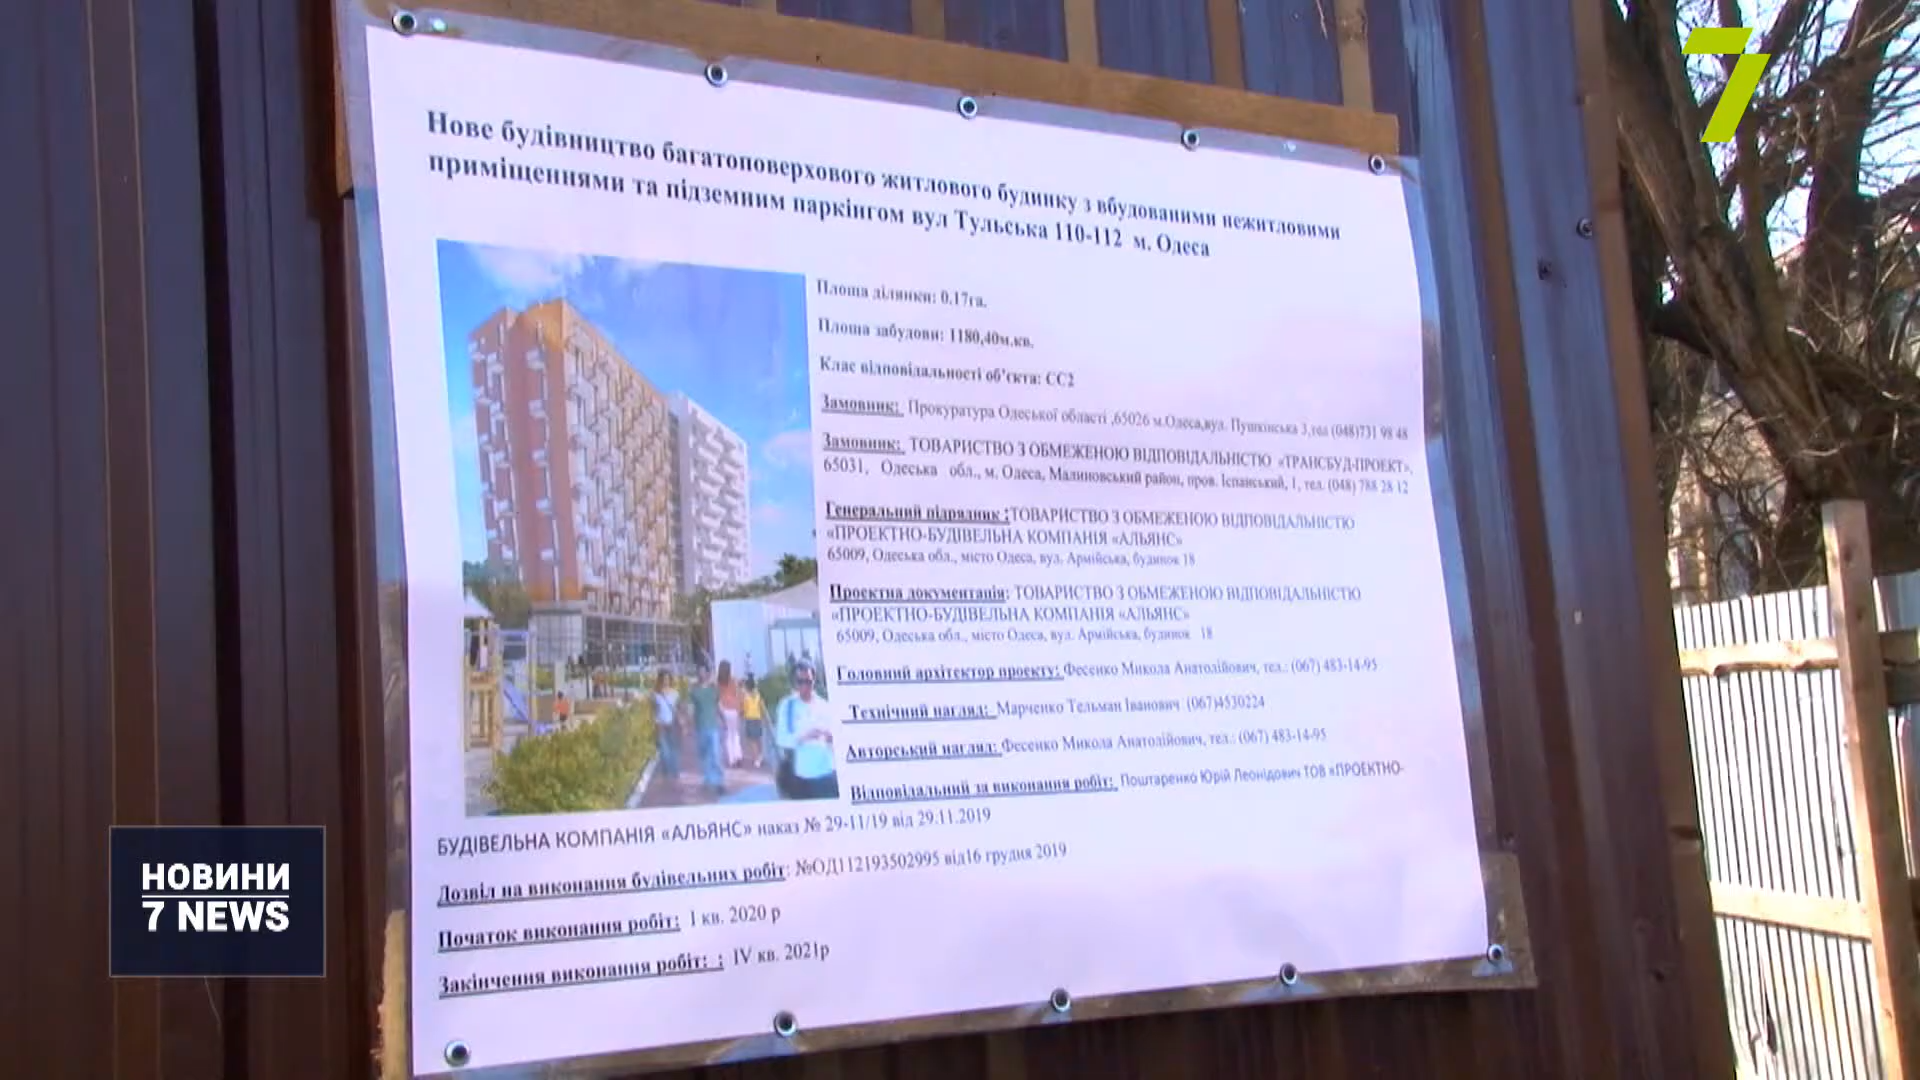 7
Нове будівництво багатоповерхового житлового будинку з вбудованими нежитловими
приміщеннями та підземним паркінгом вул Тульська 110-112 м. Одеса
Площа ділянки: 0.17га.
Площа забудови: 1180,40м.кв.
Клас відповідальності об'єкта: СС2
Замовник: Прокуратура Одеської області ,65026 м.Одеса,вул. Пушкінська 3,тел (048)731 98 48
Замовник: ТОВАРИСТВО З ОБМЕЖЕНОЮ ВІДПОВІДАЛЬНІСТЮ «ТРАНСБУД-ПРОЕКТ»,
65031, Одеська обл., м. Одеса, Малиновський район, пров. Іспанський, 1, тел. (048) 788 28 12
Генеральний підрядник :ТОВАРИСТВО З ОБМЕЖЕНОЮ ВІДПОВІДАЛЬНІСТЮ
«ПРОЕКТНО-БУДІВЕЛЬНА КОМПАНІЯ «АЛЬЯНС»
65009, Одеська обл., місто Одеса, вул. Армійська, будинок 18
Проектна документація: ТОВАРИСТВО З ОБМЕЖЕНОЮ ВІДПОВІДАЛЬНІСТЮ
«ПРОЕКТНО-БУДІВЕЛЬНА КОМПАНІЯ «АЛЬЯНС»
65009, Одеська обл., місто Одеса, вул. Армійська, будинок 18
Головний архітектор проекту: Фесенко Микола Анатолійович, тел.: (067) 483-14-95
Технічний нагляд: Марченко Тельман Іванович (067)4530224
Авторський нагляд: Фесенко Микола Анатолійович, тел.: (067) 483-14-95
Відповідальний за виконання робіт: Поштаренко Юрій Леонідович ТОВ «ПРОЕКТНО-
БУДІВЕЛЬНА КОМПАНІЯ «АЛЬЯНС» наказ № 29-11/19 від 29.11.2019
Дозвіл на виконання будівельних робіт: №ОД112193502995 від16 грудня 2019
Початок виконання робіт: І кв. 2020 р
Закінчення виконання робіт: : IV кв. 2021р
НОВИНИ
7 NEWS